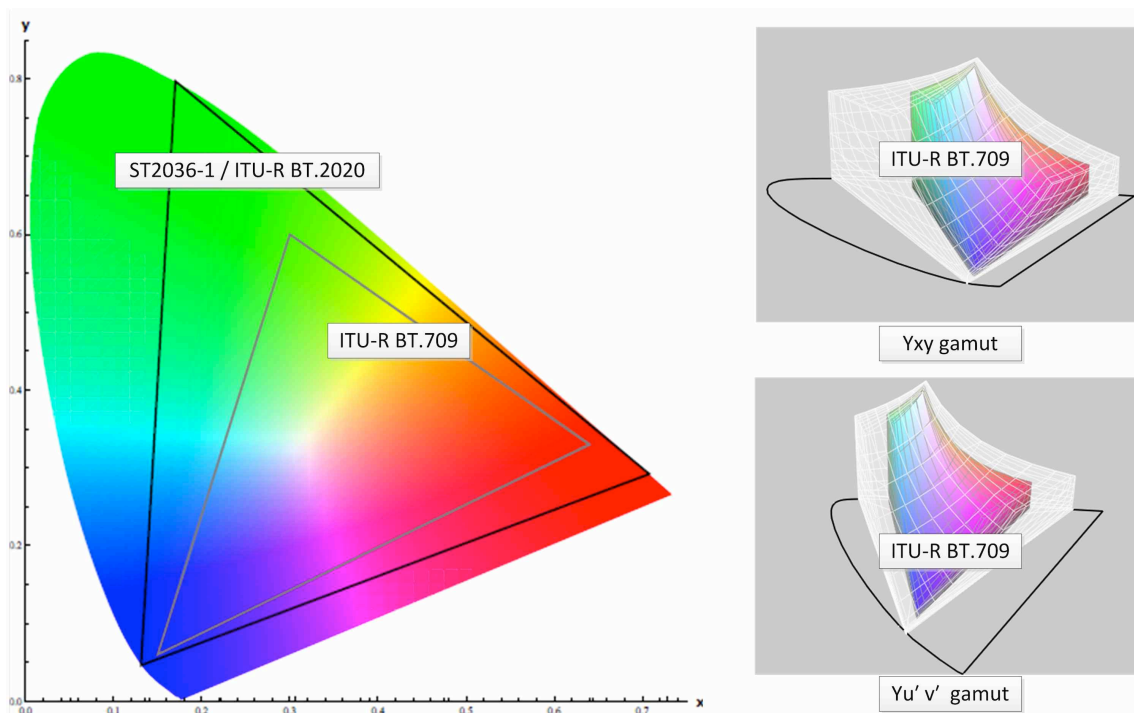 y
0.8
ST2036-1 / ITU-R BT.2020
0.6
ITU-R BT.709
0.4
0.2
0.0
0.0 0.1 0.2 0.3 0.4 0.5 0.6 0.7
x
ITU-R BT.709
Yxy gamut
ITU-R BT.709
Yu' v' gamut